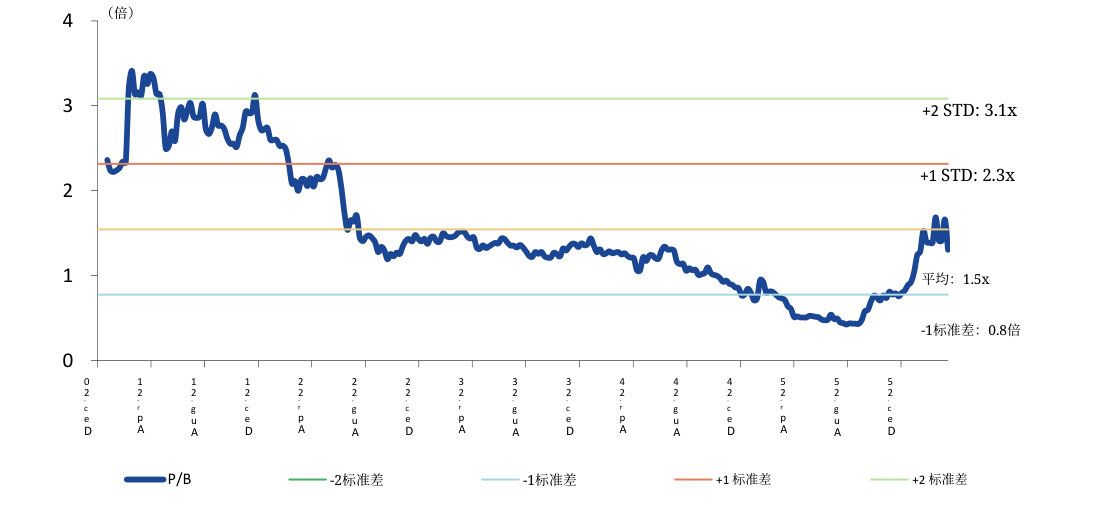 (倍)
4
3
2
1
0
+2 STD: 3.1x
+1 STD: 2.3x
平均：1.5x
-1标准差：0.8倍
Dec-20
Apr-21
Aug-21
Dec-21
Apr-22
Aug-22
Dec-22
Apr-23
Aug-23
Dec-23
Apr-24
Aug-24
Dec-24
Apr-25
Aug-25
Dec-25
P/B
-2标准差
-1标准差
+1 标准差
+2 标准差